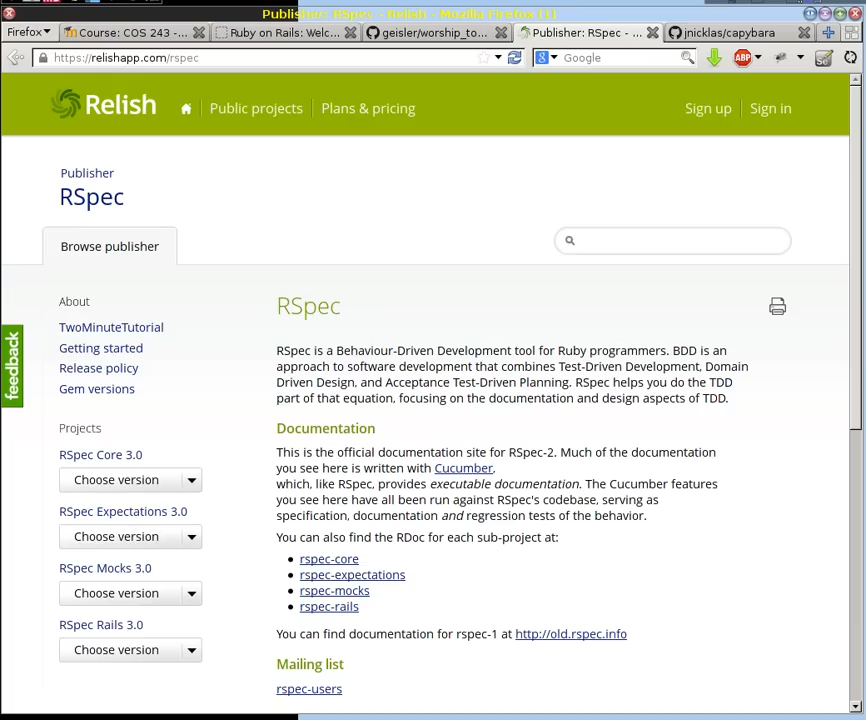 Publisher: RSpec - Relish - Mozilla Firefox (1)
Firefox
Course: COS 243 -...
Ruby on Rails: Welc...
geisler/worship_to...
Publisher: RSpec -...
jnicklas/capybara
https://relishapp.com/rspec
Google
ABP
Relish
Public projects
Plans & pricing
Sign up
Sign in
Publisher
RSpec
Browse publisher
feedback
About
TwoMinuteTutorial
Getting started
Release policy
Gem versions
Projects
RSpec Core 3.0
Choose version
RSpec Expectations 3.0
Choose version
RSpec Mocks 3.0
Choose version
RSpec Rails 3.0
Choose version
RSpec
RSpec is a Behaviour-Driven Development tool for Ruby programmers. BDD is an
approach to software development that combines Test-Driven Development, Domain
Driven Design, and Acceptance Test-Driven Planning. RSpec helps you do the TDD
part of that equation, focusing on the documentation and design aspects of TDD.
Documentation
This is the official documentation site for RSpec-2. Much of the documentation
you see here is written with Cucumber,
which, like RSpec, provides executable documentation. The Cucumber features
you see here have all been run against RSpec's codebase, serving as
specification, documentation and regression tests of the behavior.
You can also find the RDoc for each sub-project at:
rspec-core
rspec-expectations
rspec-mocks
rspec-rails
You can find documentation for rspec-1 at http://old.rspec.info
Mailing list
rspec-users